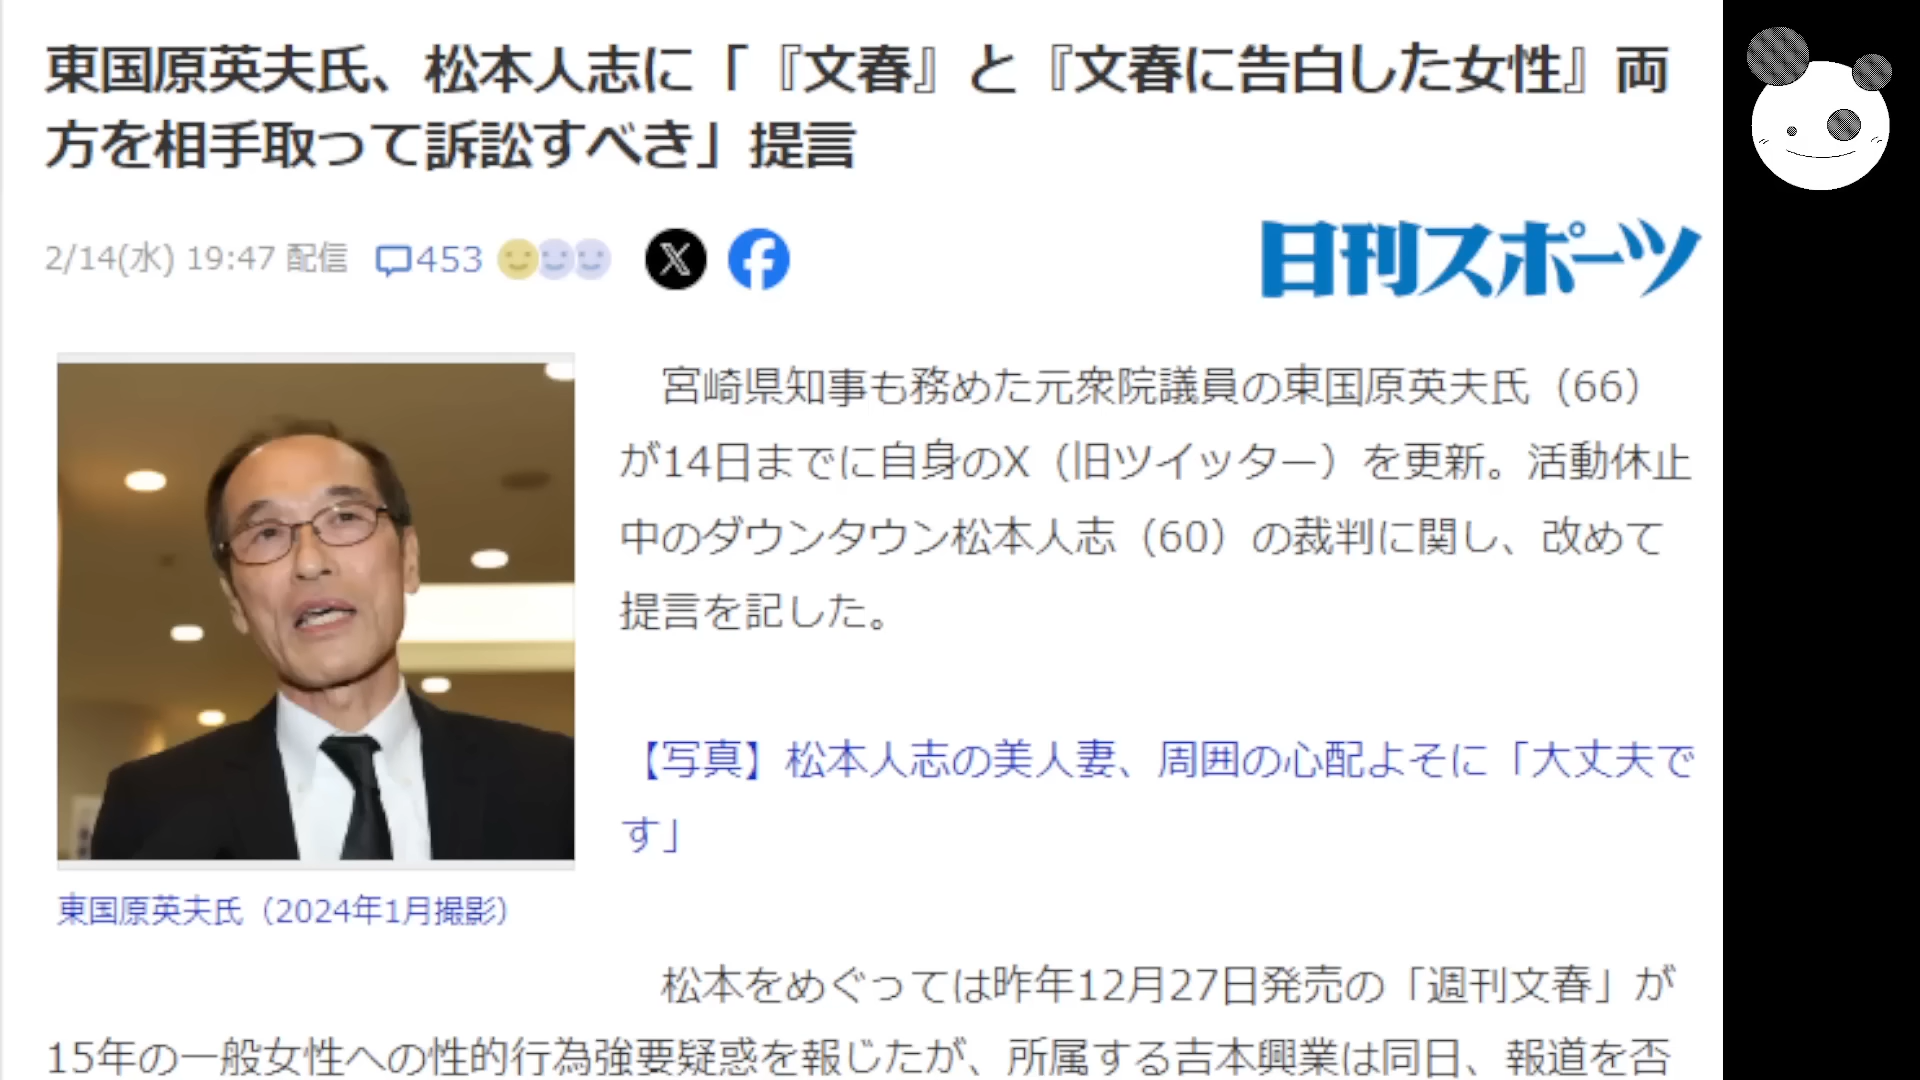 東国原英夫氏、松本人志に「『文春』と『文春に告白した女性』両
方を相手取って訴訟すべき」提言
2/14(水) 19:47 配信 453
日刊スポーツ
宮崎県知事も務めた元衆院議員の東国原英夫氏（66）
が14日までに自身のX（旧ツイッター）を更新。活動休止
中のダウンタウン松本人志（60）の裁判に関し、改めて
提言を記した。
【写真】松本人志の美人妻、周囲の心配よそに「大丈夫で
す」
東国原英夫氏（2024年1月撮影）
松本をめぐっては昨年12月27日発売の「週刊文春」が
15年の一般女性への性的行為強要疑惑を報じたが、所属する吉本興業は同日、報道を否